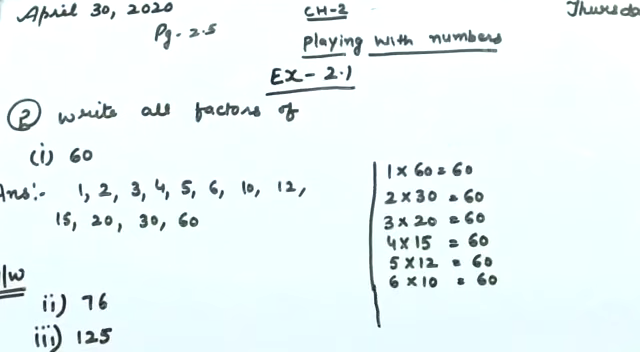 April 30, 2020 CH-2 Thursda
Pg. 2.5
Playing with numbers
Ex- 2.1
② write all factors of
(i) 60
Ans:- 1, 2, 3, 4, 5, 6, 10, 12,
15, 20, 30, 60
1 × 60 = 60
2 × 30 = 60
3 × 20 = 60
4 × 15 = 60
5 × 12 = 60
6 × 10 = 60
/w
ii) 76
iii) 125